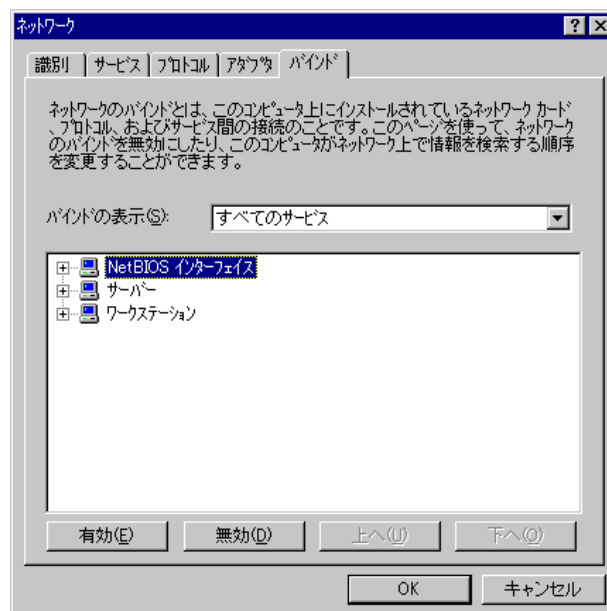 ネットワーク
識別 サービス プロトコル アダプタ バインド
ネットワークのバインドとは、このコンピュータ上にインストールされているネットワーク カード
、プロトコル、およびサービス間の接続のことです。このページを使って、ネットワーク
のバインドを無効にしたり、このコンピュータがネットワーク上で情報を検索する順序
を変更することができます。
バインドの表示(S): すべてのサービス
NetBIOS インターフェイス
サーバー
ワークステーション
有効(E) 無効(D) 上へ(U) 下へ(O)
OK キャンセル